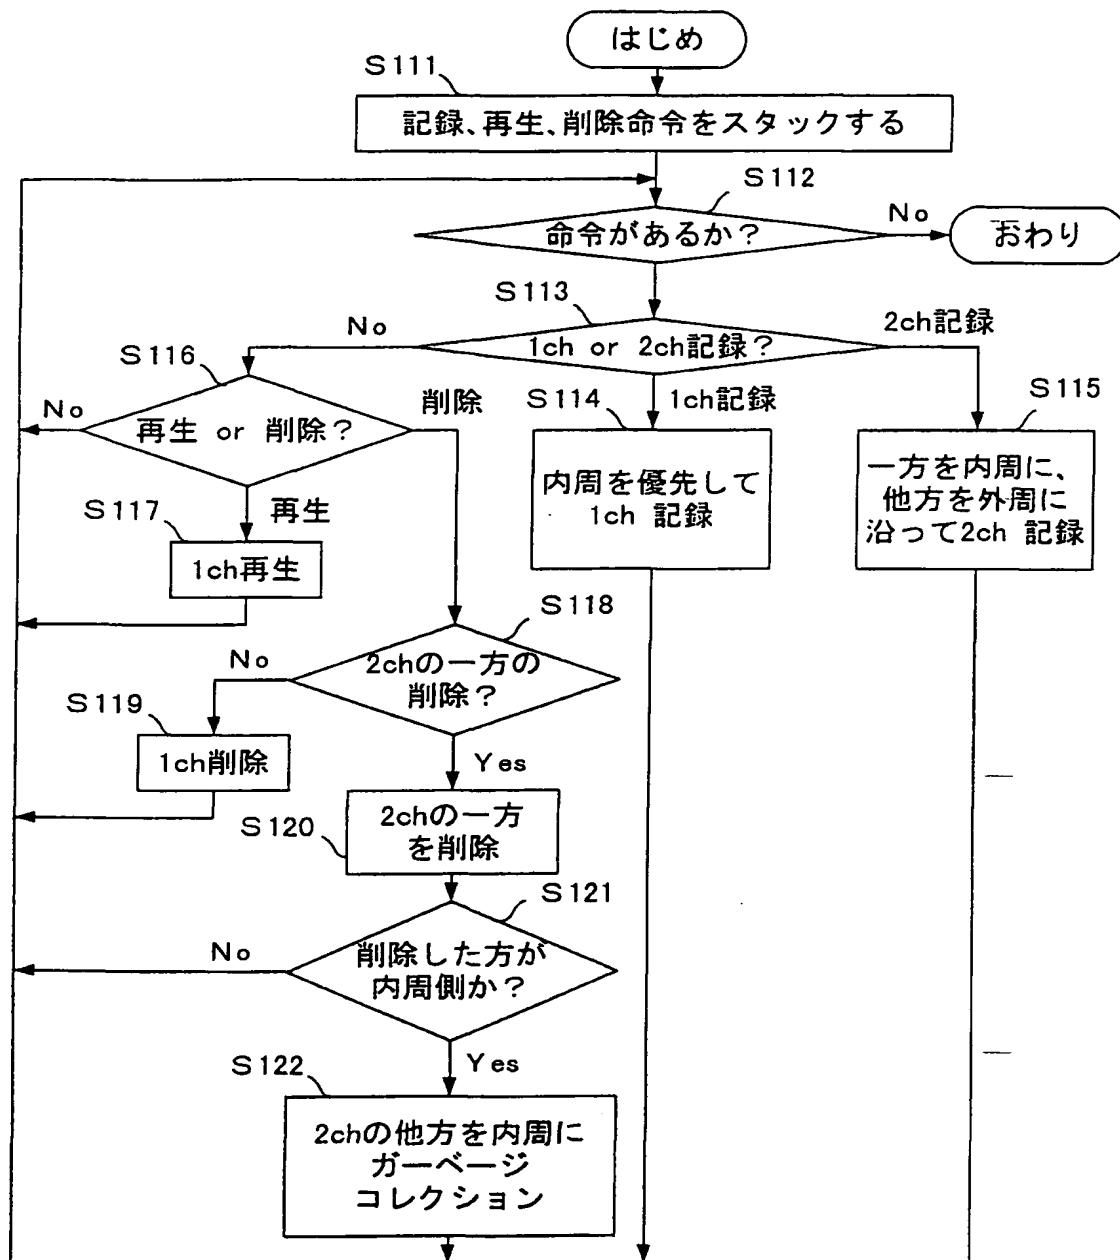 はじめ
S111
記録、再生、削除命令をスタックする
S112
命令があるか？
No
おわり
S113
1ch or 2ch記録？
No
2ch記録
S116
再生 or 削除？
No
削除
S114
1ch記録
S115
内周を優先して
1ch 記録
一方を内周に、
他方を外周に
沿って2ch 記録
S117
再生
1ch再生
S118
2chの一方の
削除？
No
S119
1ch削除
Yes
S120
2chの一方
を削除
S121
削除した方が
内周側か？
No
Yes
S122
2chの他方を内周に
ガーベージ
コレクション